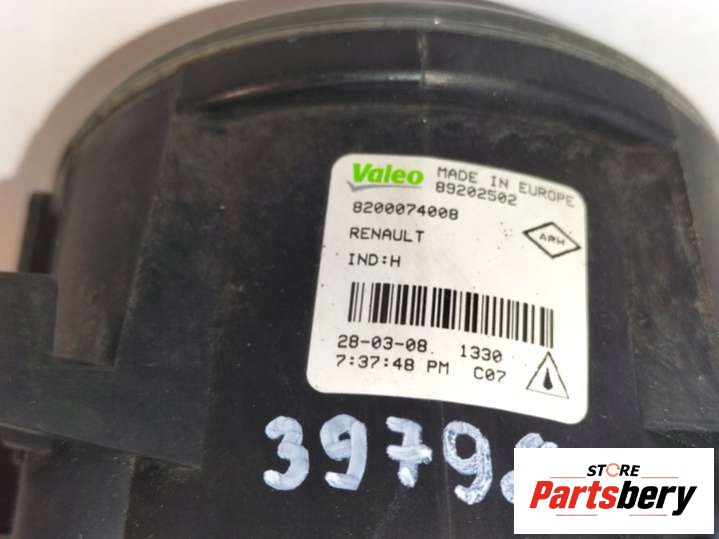 Valeo MADE IN EUROPE
89202502
8200074008
RENAULT
ARH
IND:H
28-03-08 1330
7:37:48 PM C07
STORE
Partsbery